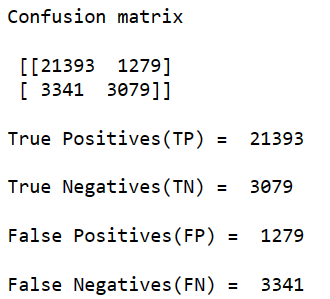 Confusion matrix
[[21393  1279]
[ 3341  3079]]
True Positives(TP) =  21393
True Negatives(TN) =  3079
False Positives(FP) =  1279
False Negatives(FN) =  3341